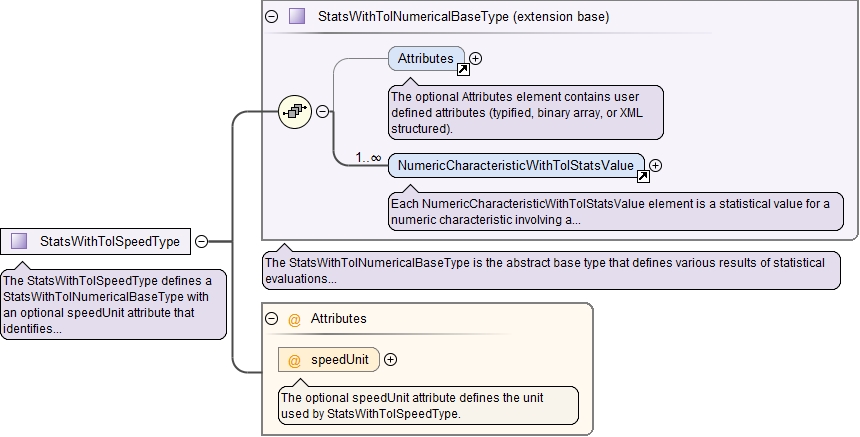 StatsWithTolNumericalBaseType (extension base)
Attributes
The optional Attributes element contains user
defined attributes (typified, binary array, or XML
structured).
1..∞
NumericCharacteristicWithTolStatsValue
Each NumericCharacteristicWithTolStatsValue element is a statistical value for a
numeric characteristic involving a...
StatsWithTolSpeedType
The StatsWithTolSpeedType defines a
StatsWithTolNumericalBaseType with
an optional speedUnit attribute that
identifies...
The StatsWithTolNumericalBaseType is the abstract base type that defines various results of statistical
evaluations...
@ Attributes
@ speedUnit
The optional speedUnit attribute defines the unit
used by StatsWithTolSpeedType.